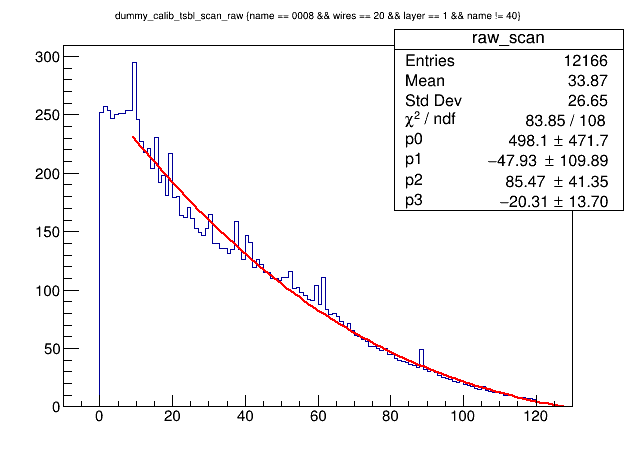 dummy_calib_tsbl_scan_raw {name == 0008 && wires == 20 && layer == 1 && name != 40}
raw_scan
Entries 12166
Mean 33.87
Std Dev 26.65
χ² / ndf 83.85 / 108
p0 498.1 ± 471.7
p1 −47.93 ± 109.89
p2 85.47 ± 41.35
p3 −20.31 ± 13.70
300
250
200
150
100
50
0
0 20 40 60 80 100 120